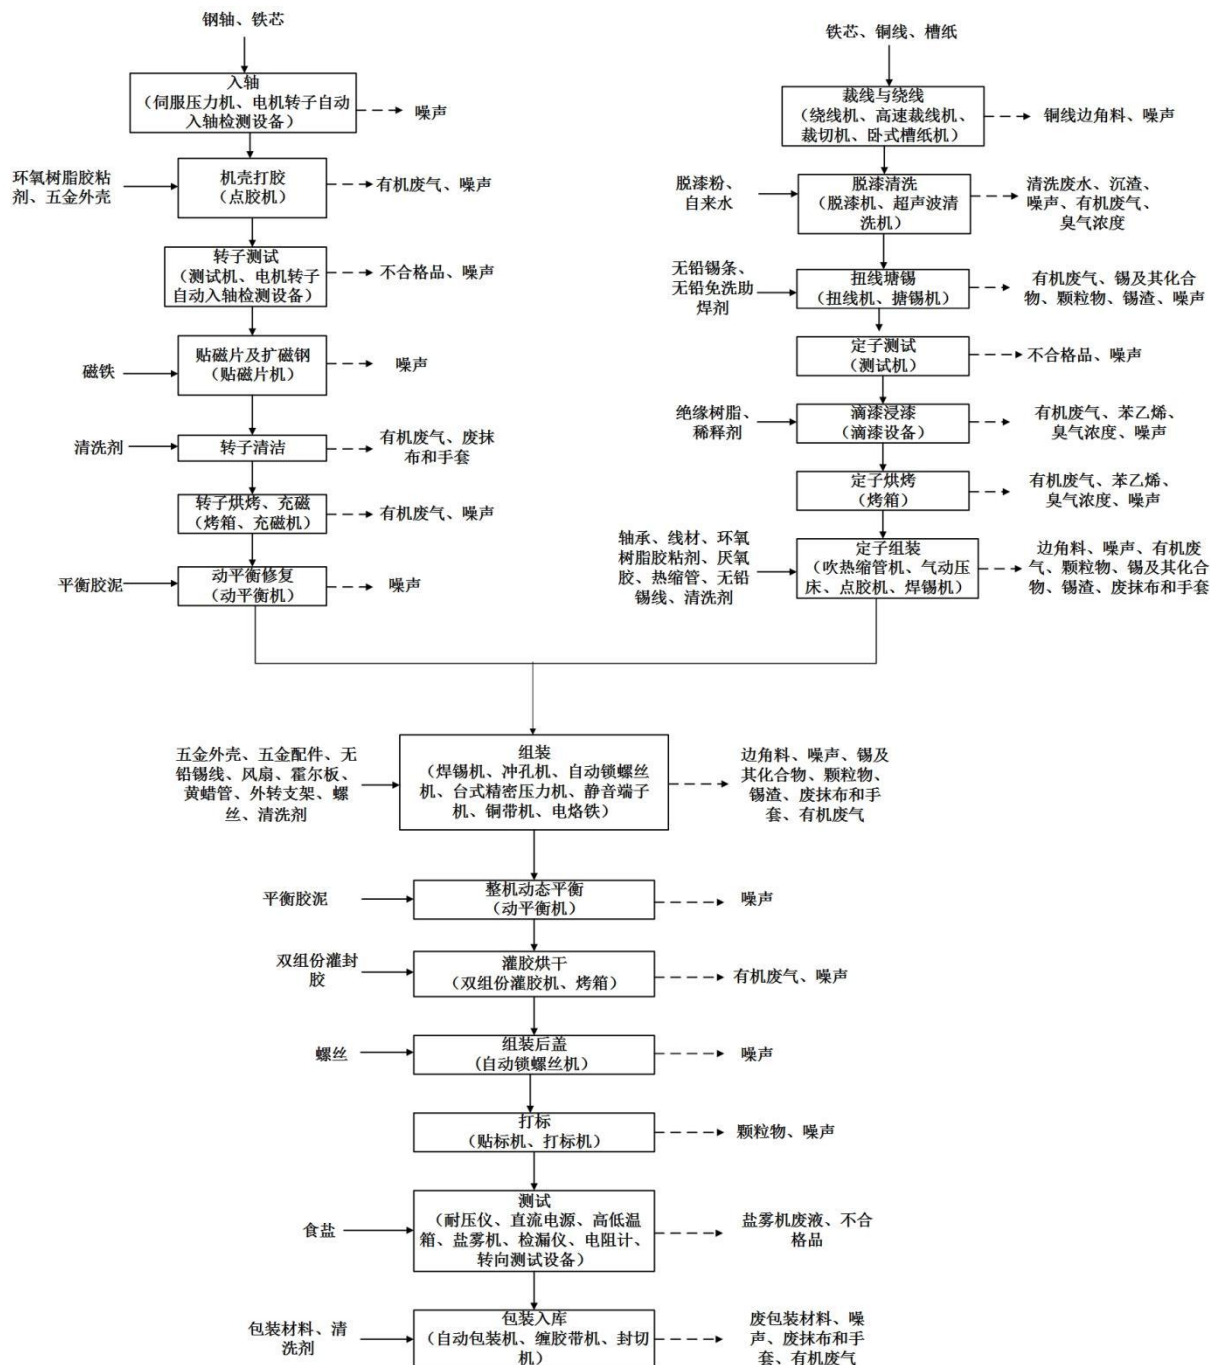 钢轴、铁芯
入轴
（伺服压力机、电机转子自动
入轴检测设备）
噪声
环氧树脂胶粘
剂、五金外壳
机壳打胶
（点胶机）
有机废气、噪声
转子测试
（测试机、电机转子
自动入轴检测设备）
不合格品、噪声
磁铁
贴磁片及扩磁钢
（贴磁片机）
噪声
清洗剂
转子清洁
有机废气、废抹
布和手套
转子烘烤、充磁
（烤箱、充磁机）
有机废气、噪声
平衡胶泥
动平衡修复
（动平衡机）
噪声
铁芯、铜线、槽纸
裁线与绕线
（绕线机、高速裁线机、
裁切机、卧式槽纸机）
铜线边角料、噪声
脱漆粉、
自来水
脱漆清洗
（脱漆机、超声波清
洗机）
清洗废水、沉渣、
噪声、有机废气、
臭气浓度
无铅锡条、
无铅免洗助
焊剂
扭线塘锡
（扭线机、搪锡机）
有机废气、锡及其化合
物、颗粒物、锡渣、噪声
定子测试
（测试机）
不合格品、噪声
绝缘树脂、
稀释剂
滴漆浸漆
（滴漆设备）
有机废气、苯乙烯、
臭气浓度、噪声
定子烘烤
（烤箱）
有机废气、苯乙烯、
臭气浓度、噪声
轴承、线材、环氧
树脂胶粘剂、厌氧
胶、热缩管、无铅
锡线、清洗剂
定子组装
（吹热缩管机、气动压
床、点胶机、焊锡机）
边角料、噪声、有机废
气、颗粒物、锡及其化合
物、锡渣、废抹布和手套
五金外壳、五金配件、无
铅锡线、风扇、霍尔板、
黄蜡管、外转支架、螺
丝、清洗剂
组装
（焊锡机、冲孔机、自动锁螺丝
机、台式精密压力机、静音端子
机、铜带机、电烙铁）
边角料、噪声、锡及
其化合物、颗粒物、
锡渣、废抹布和手
套、有机废气
平衡胶泥
整机动态平衡
（动平衡机）
噪声
双组份灌封
胶
灌胶烘干
（双组份灌胶机、烤箱）
有机废气、噪声
螺丝
组装后盖
（自动锁螺丝机）
噪声
打标
（贴标机、打标机）
颗粒物、噪声
食盐
测试
（耐压仪、直流电源、高低温
箱、盐雾机、检漏仪、电阻计、
转向测试设备）
盐雾机废液、不合
格品
包装材料、清
洗剂
包装入库
（自动包装机、缠胶带机、封切
机）
废包装材料、噪
声、废抹布和手
套、有机废气